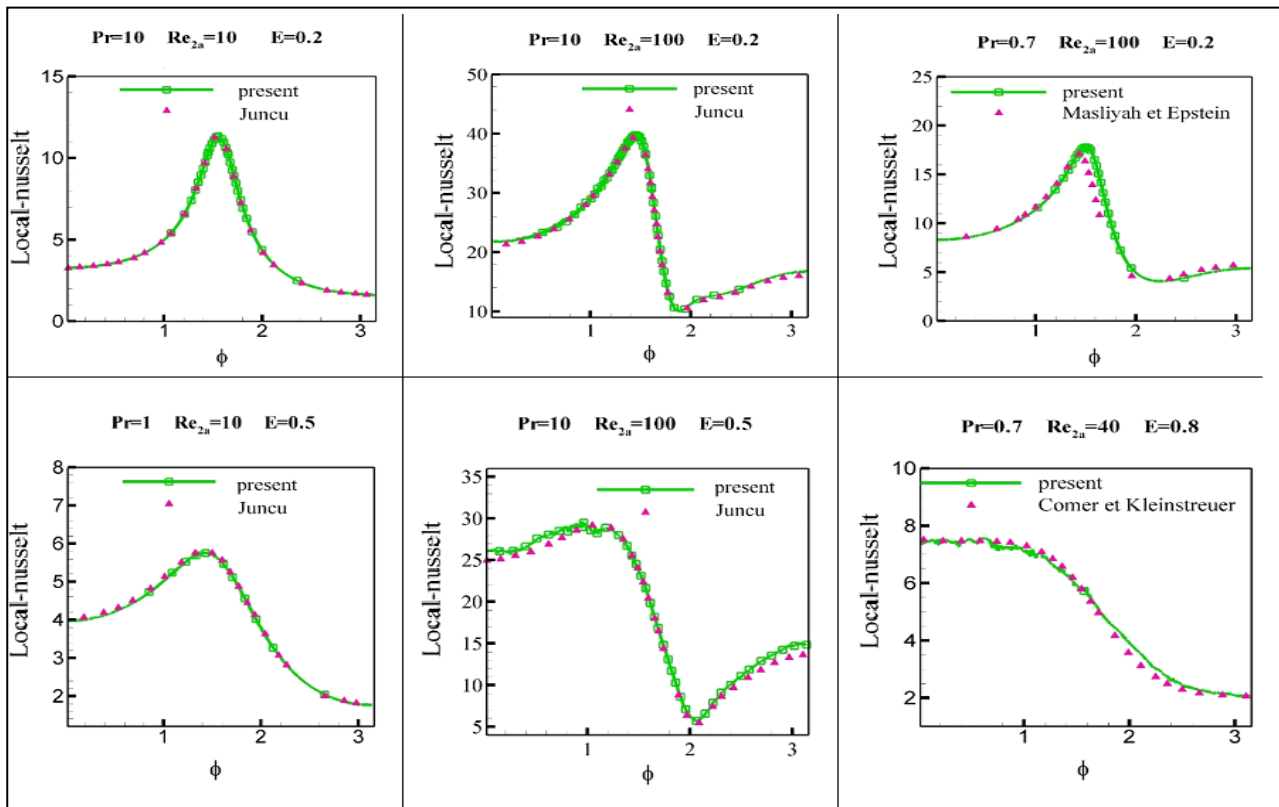 Pr=10 Re2a=10 E=0.2
Local-nusselt
15
10
5
0
present
Juncu
1
2
3
ϕ
Pr=10 Re2a=100 E=0.2
Local-nusselt
50
40
30
20
10
present
Juncu
1
2
3
ϕ
Pr=0.7 Re2a=100 E=0.2
Local-nusselt
25
20
15
10
5
0
present
Masliyah et Epstein
1
2
3
ϕ
Pr=1 Re2a=10 E=0.5
Local-nusselt
8
7
6
5
4
3
2
present
Juncu
1
2
3
ϕ
Pr=10 Re2a=100 E=0.5
Local-nusselt
35
30
25
20
15
10
5
present
Juncu
1
2
3
ϕ
Pr=0.7 Re2a=40 E=0.8
Local-nusselt
10
8
6
4
2
present
Comer et Kleinstreuer
1
2
3
ϕ